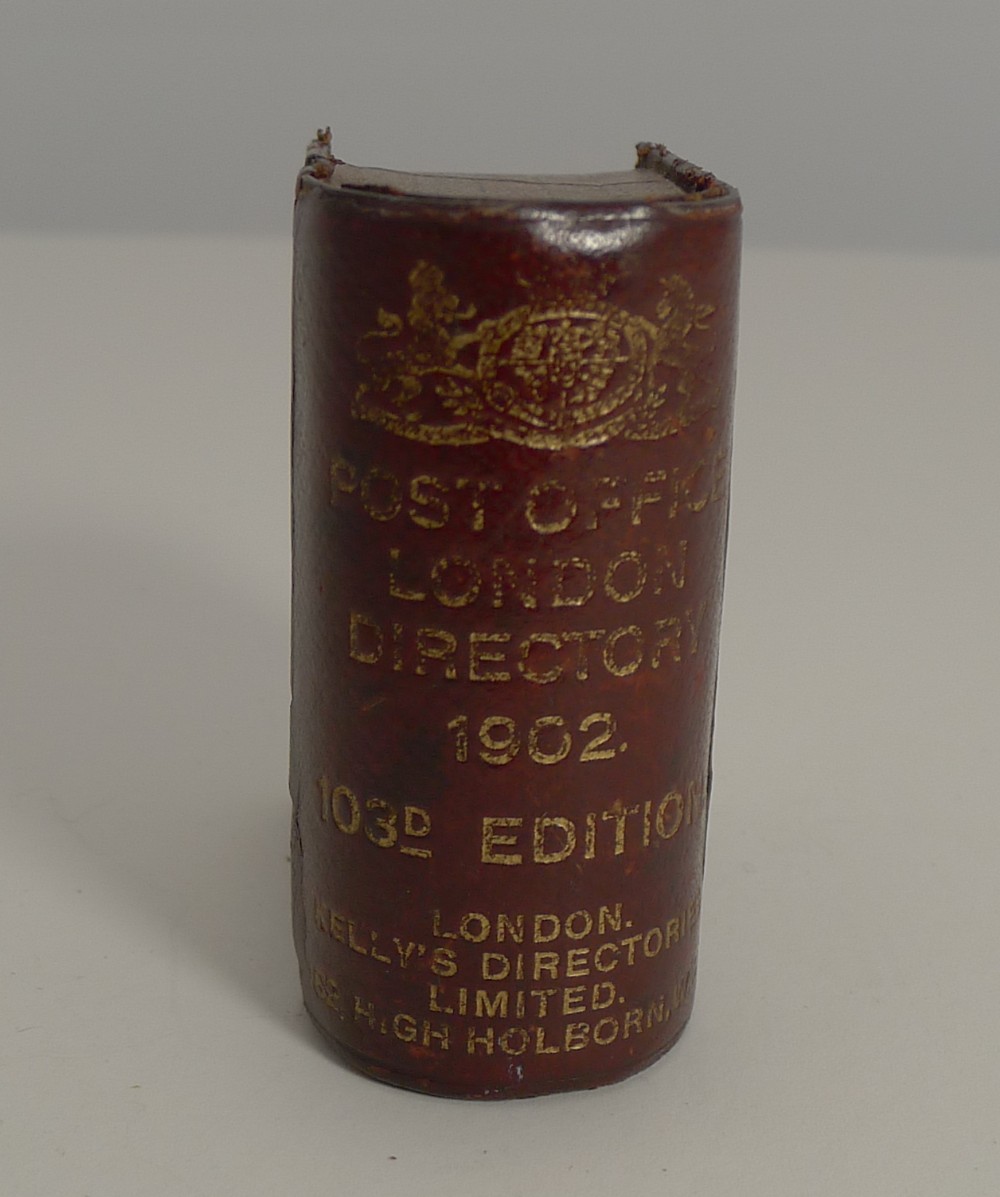 POST OFFICE
LONDON
DIRECTORY
1902.
103D EDITION
LONDON.
KELLY'S DIRECTORIES
LIMITED.
HIGH HOLBORN,